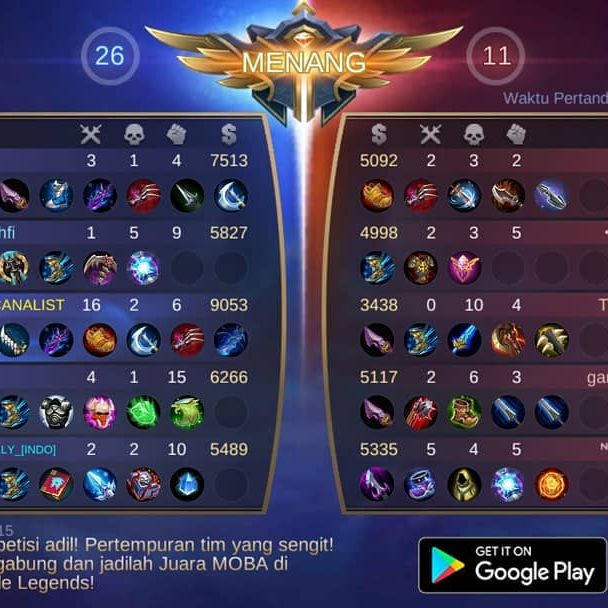 26 MENANG 11
Waktu Pertand
3 1 4 7513 5092 2 3 2
hfi 1 5 9 5827 4998 2 3 5
CANALIST 16 2 6 9053 3438 0 10 4 T
4 1 15 6266 5117 2 6 3 gar
LY_[INDO] 2 2 10 5489 5335 5 4 5 N
15
petisi adil! Pertempuran tim yang sengit!
gabung dan jadilah Juara MOBA di
le Legends!
GET IT ON
Google Play